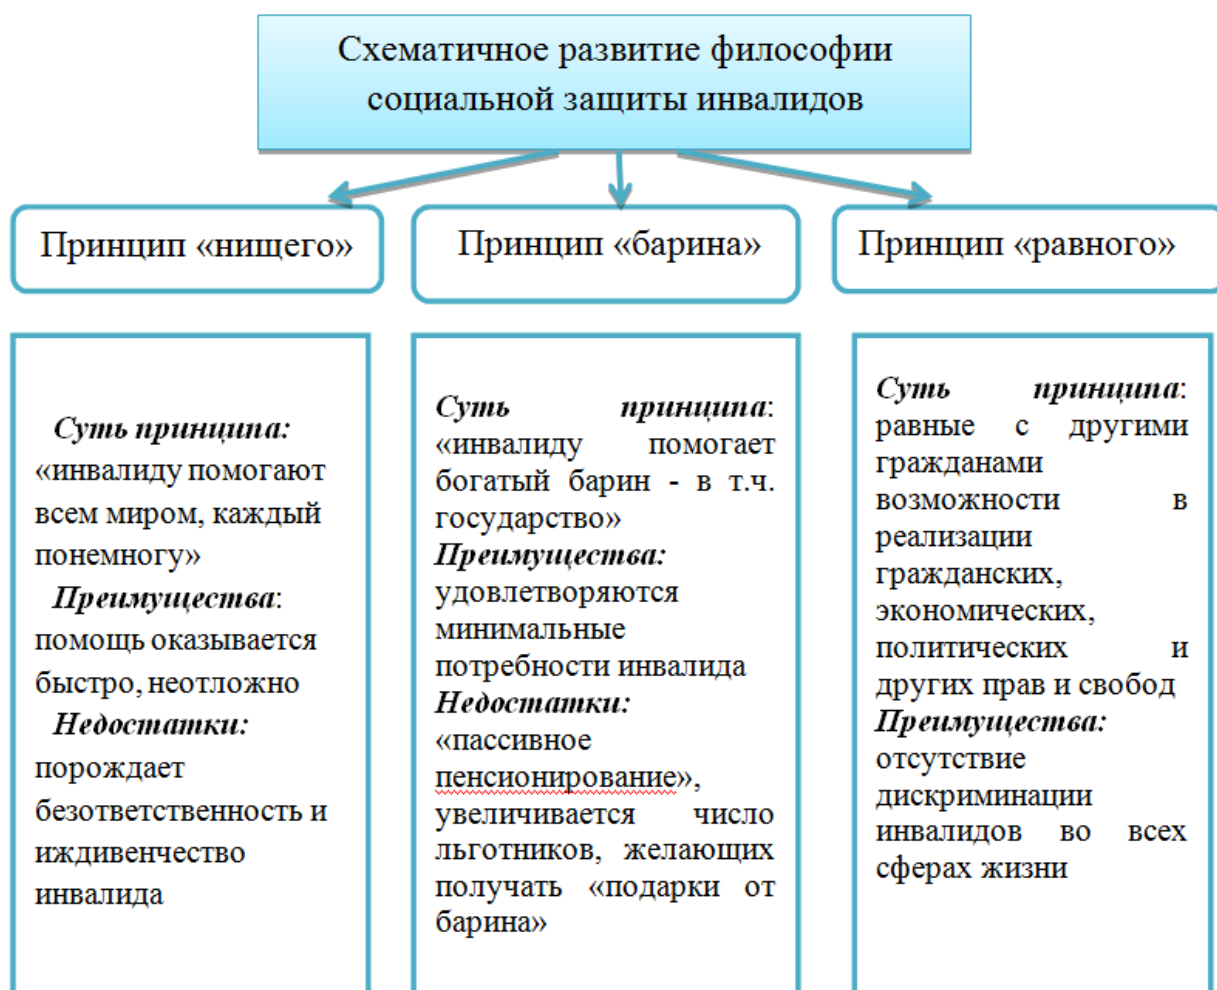 Схематичное развитие философии
социальной защиты инвалидов
Принцип «нищего»
Принцип «барина»
Принцип «равного»
Суть принципа:
«инвалиду помогают
всем миром, каждый
понемногу»
Преимущества:
помощь оказывается
быстро, неотложно
Недостатки:
порождает
безответственность и
иждивенчество
инвалида
Суть принципа:
«инвалиду помогает
богатый барин - в т.ч.
государство»
Преимущества:
удовлетворяются
минимальные
потребности инвалида
Недостатки:
«пассивное
пенсионирование»,
увеличивается число
льготников, желающих
получать «подарки от
барина»
Суть принципа:
равные с другими
гражданами
возможности в
реализации
гражданских,
экономических,
политических и
других прав и свобод
Преимущества:
отсутствие
дискриминации
инвалидов во всех
сферах жизни